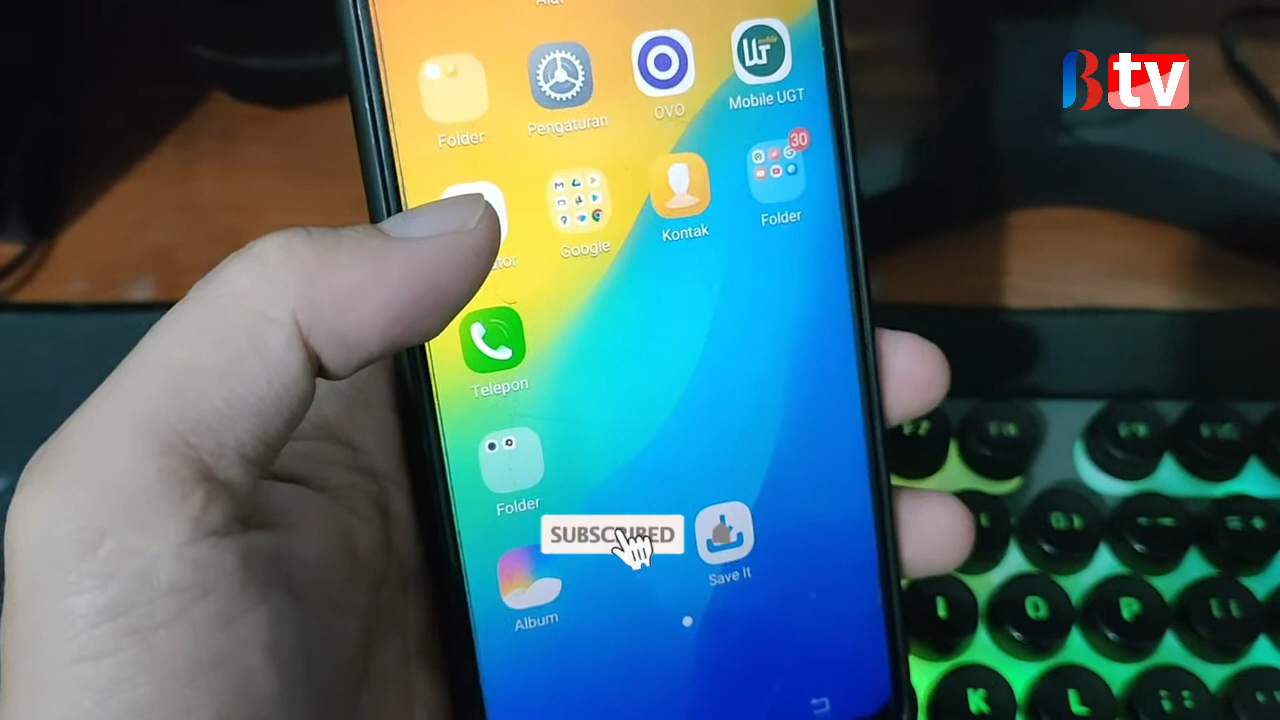 Btv
Folder
Pengaturan
OVO
Mobile UGT
30
Google
Kontak
Folder
Telepon
Folder
SUBSCRIBED
Album
Save It
I
O
P
K
L